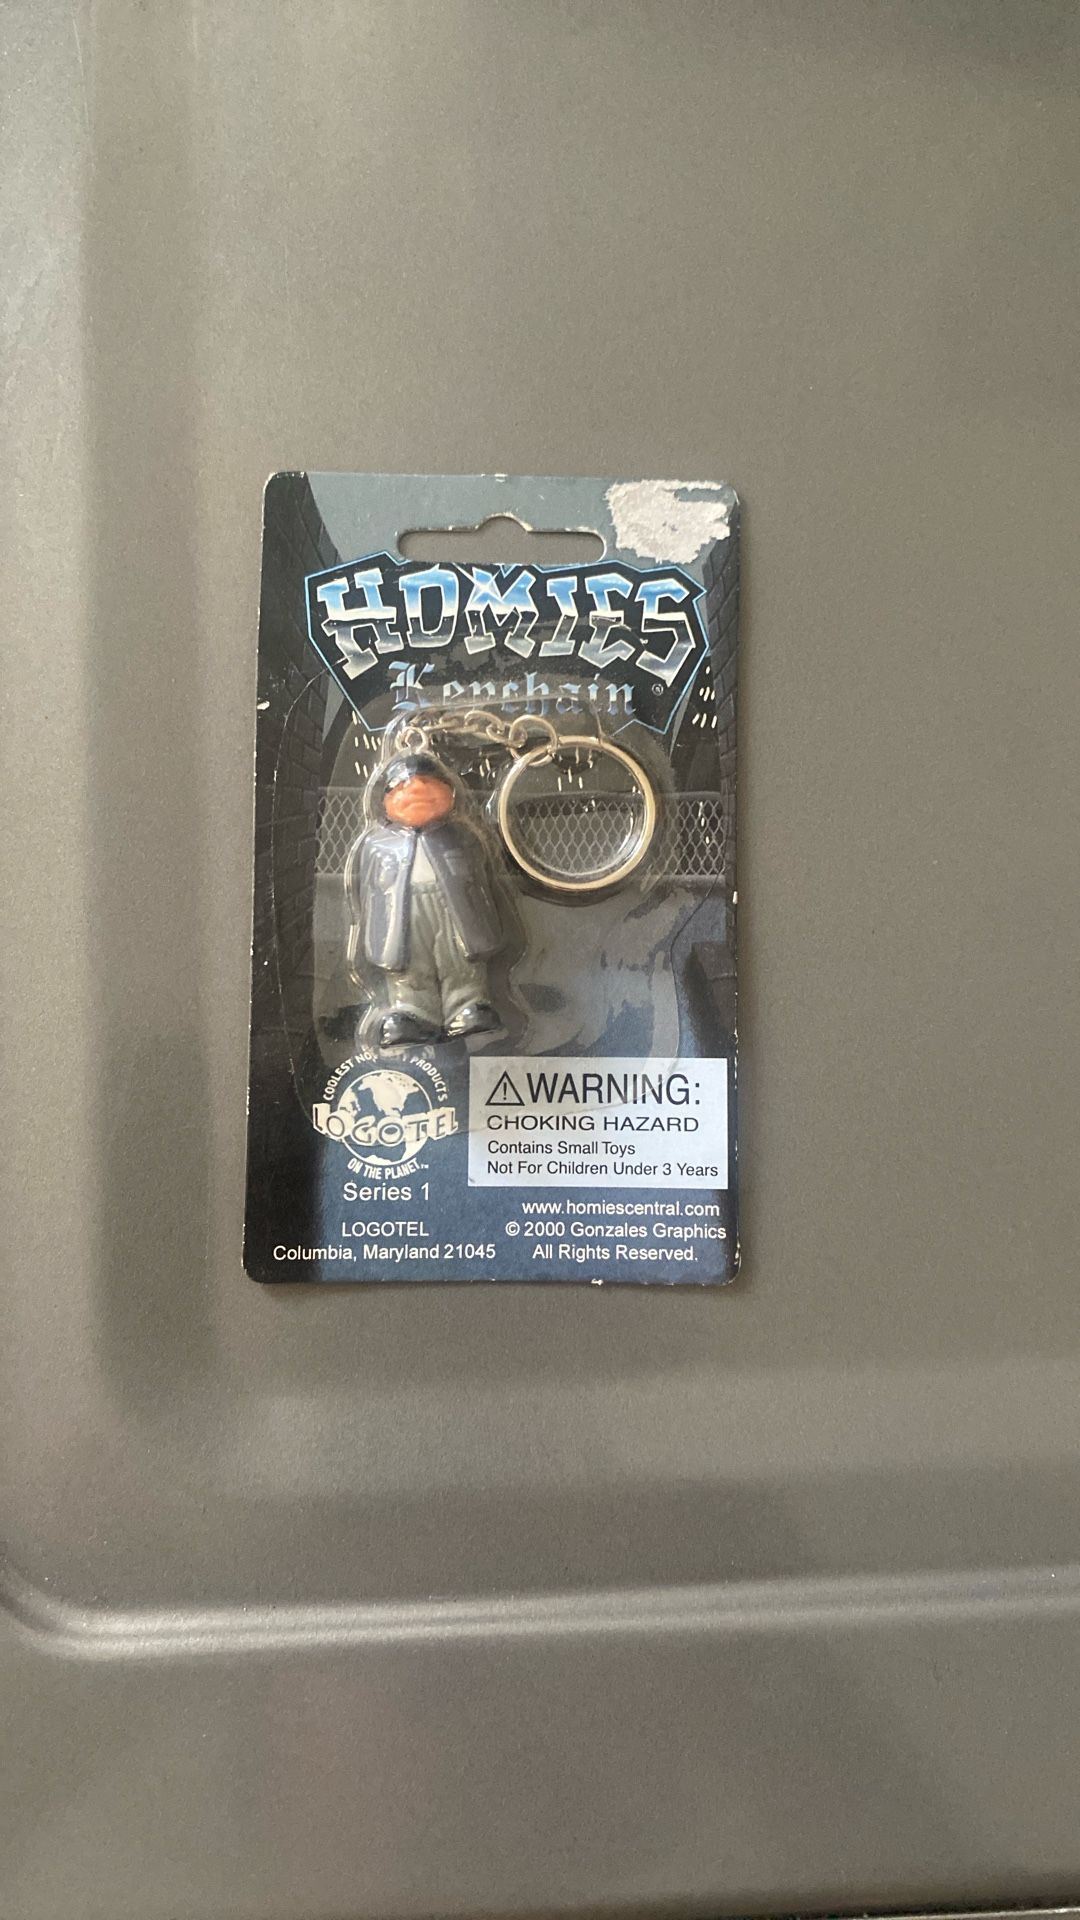 HOMIES
Keychain ®
COOLEST NOVELTY PRODUCTS
LOGOTEL
ON THE PLANET.™
Series 1
LOGOTEL
Columbia, Maryland 21045
⚠WARNING:
CHOKING HAZARD
Contains Small Toys
Not For Children Under 3 Years
www.homiescentral.com
© 2000 Gonzales Graphics
All Rights Reserved.